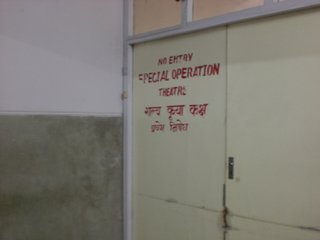 NO ENTRY
SPECIAL OPERATION
THEATRE
शल्य कृया कक्ष
प्रवेश निषेध